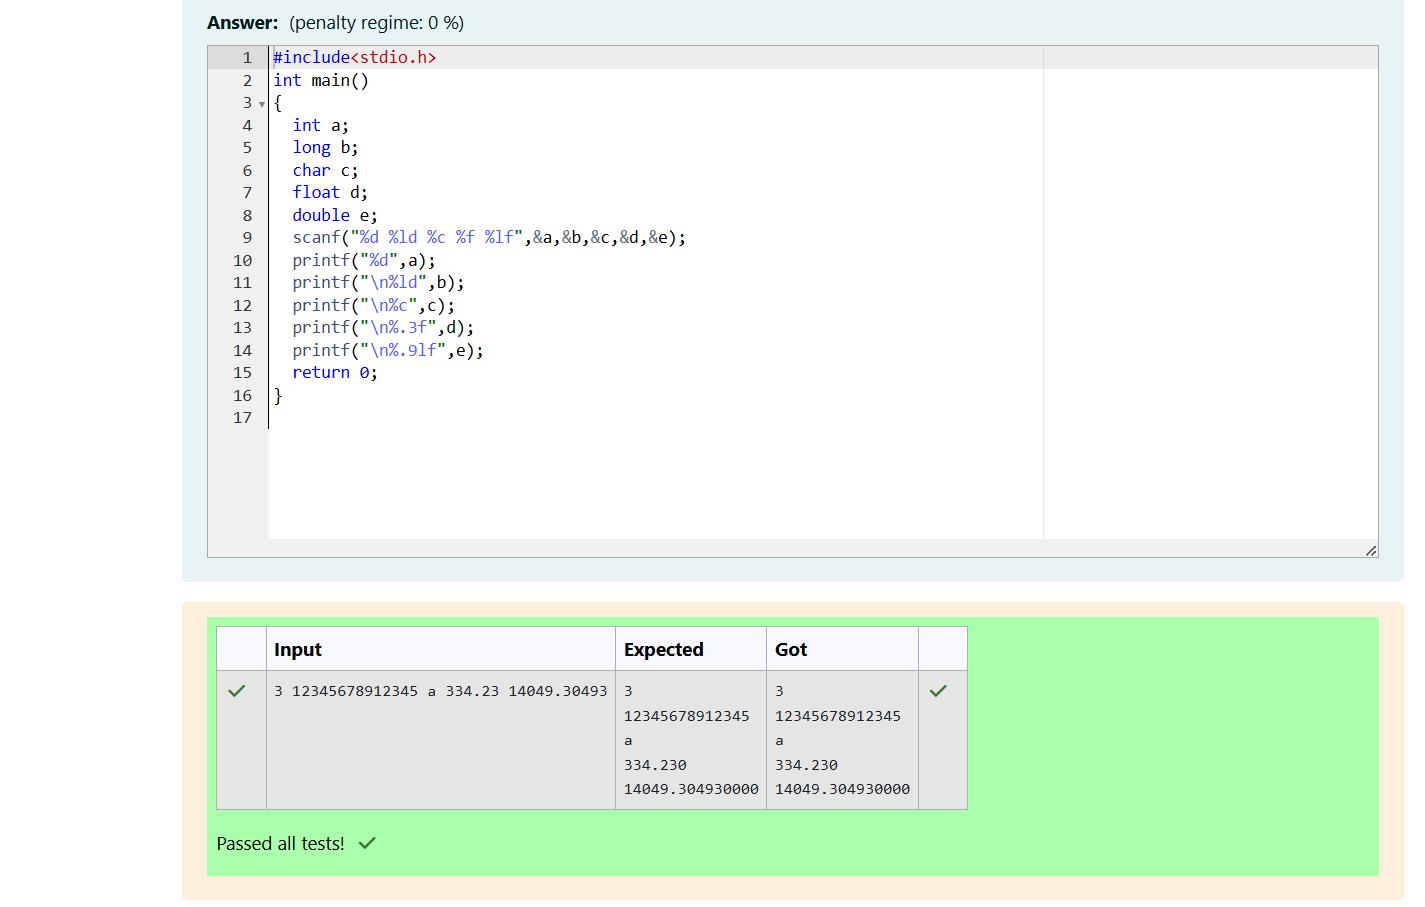 Answer: (penalty regime: 0 %)
1 #include<stdio.h>
2 int main()
3 {
4   int a;
5   long b;
6   char c;
7   float d;
8   double e;
9   scanf("%d %ld %c %f %lf",&a,&b,&c,&d,&e);
10   printf("%d",a);
11   printf("\n%ld",b);
12   printf("\n%c",c);
13   printf("\n%.3f",d);
14   printf("\n%.9lf",e);
15   return 0;
16 }
17
Input Expected Got
3 12345678912345 a 334.23 14049.30493 3 3
12345678912345 12345678912345
a a
334.230 334.230
14049.304930000 14049.304930000
Passed all tests!